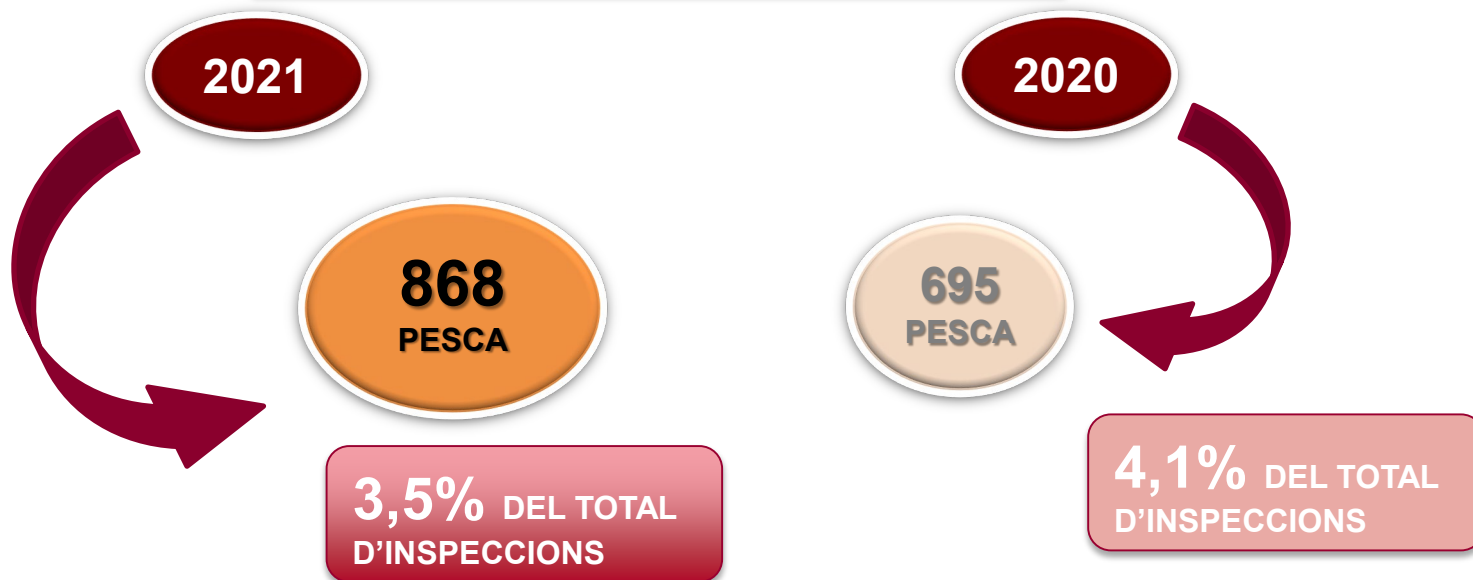 2021
868
PESCA
3,5% DEL TOTAL
D'INSPECCIONS
2020
695
PESCA
4,1% DEL TOTAL
D'INSPECCIONS